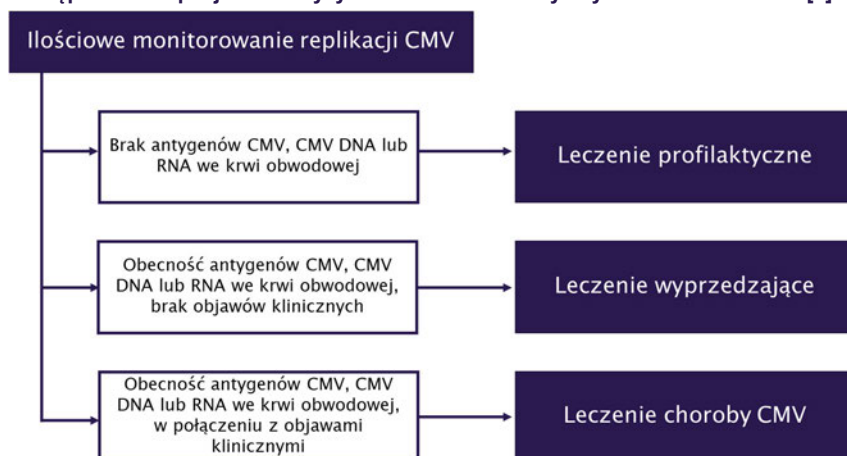 Ilościowe monitorowanie replikacji CMV
Brak antygenów CMV, CMV DNA lub
RNA we krwi obwodowej
Leczenie profilaktyczne
Obecność antygenów CMV, CMV
DNA lub RNA we krwi obwodowej,
brak objawów klinicznych
Leczenie wyprzedzające
Obecność antygenów CMV, CMV
DNA lub RNA we krwi obwodowej,
w połączeniu z objawami
klinicznymi
Leczenie choroby CMV